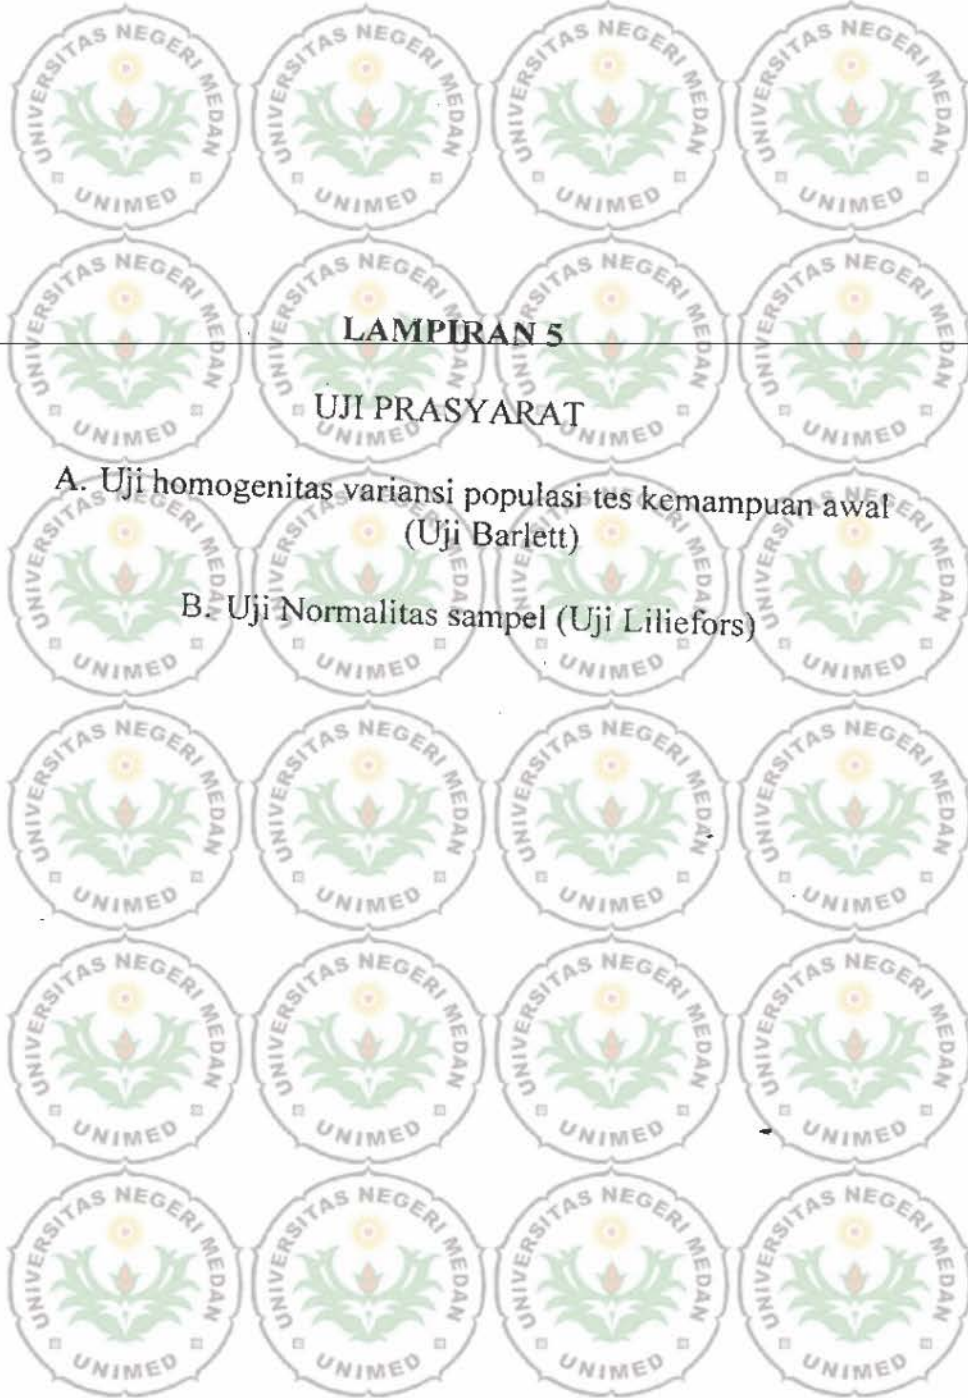 LAMPIRAN 5
UJI PRASYARAT
A. Uji homogenitas variansi populasi tes kemampuan awal
(Uji Barlett)
B. Uji Normalitas sampel (Uji Liliefors)